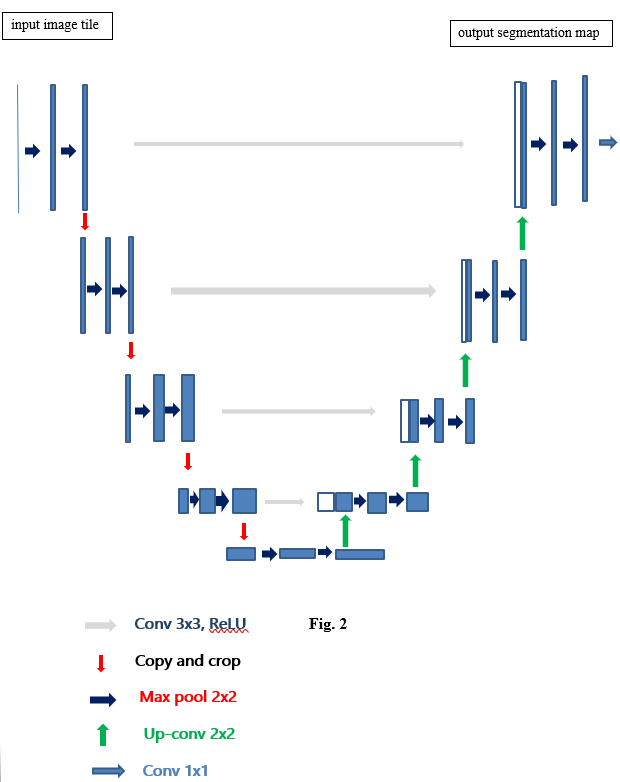 input image tile
output segmentation map
Conv 3x3, ReLU
Fig. 2
Copy and crop
Max pool 2x2
Up-conv 2x2
Conv 1x1